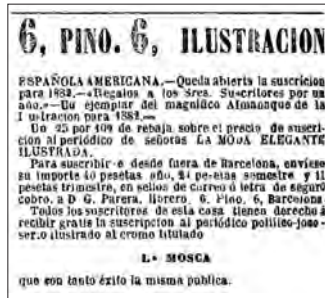 6, PINO. 6, ILUSTRACION
ESPAÑOLA AMERICANA.—Queda abierta la suscricion
para 1882.—«Regalos a los Sres. Suscritores por un
año.»—Un ejemplar del magnífico Almanaque de la
I ustracion para 1882.—
Un 25 por 100 de rebaja sobre el precio de suscri-
cion al periódico de señoras LA MODA ELEGANTE
ILUSTRADA.
Para suscribir e desde fuera de Barcelona, envíese
su importe 40 pesetas año, 21 pesetas semestre y 11
pesetas trimestre, en sellos de correo ó letra de seguro
cobro, a D G. Parera, librero, 6, Pino, 6, Barcelona
Todos los suscritores de esta casa tienen derecho á
recibir gratis la suscripcion al periódico político-joco-
ser.o ilustrado al cromo titulado
LA MOSCA
que con tanto éxito la misma publica.